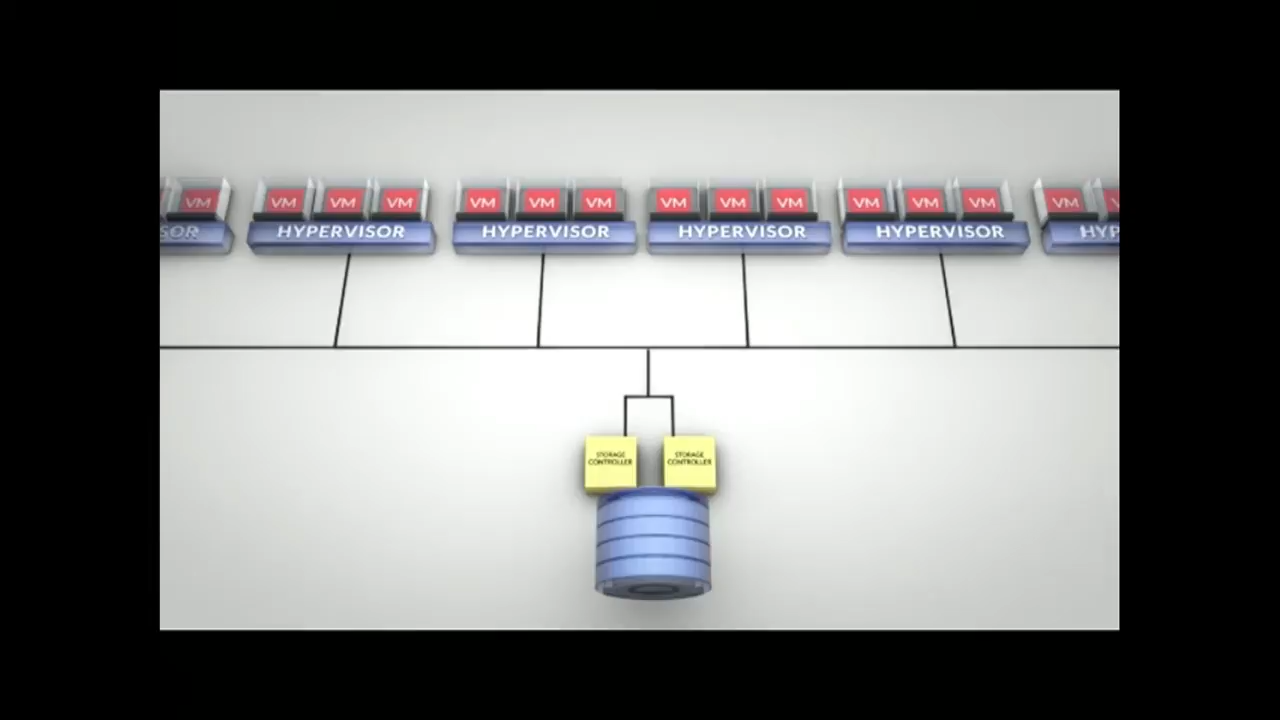 VM VM VM VM VM VM VM VM VM VM VM VM VM VM
HYPERVISOR HYPERVISOR HYPERVISOR HYPERVISOR
STORAGE
CONTROLLER
STORAGE
CONTROLLER